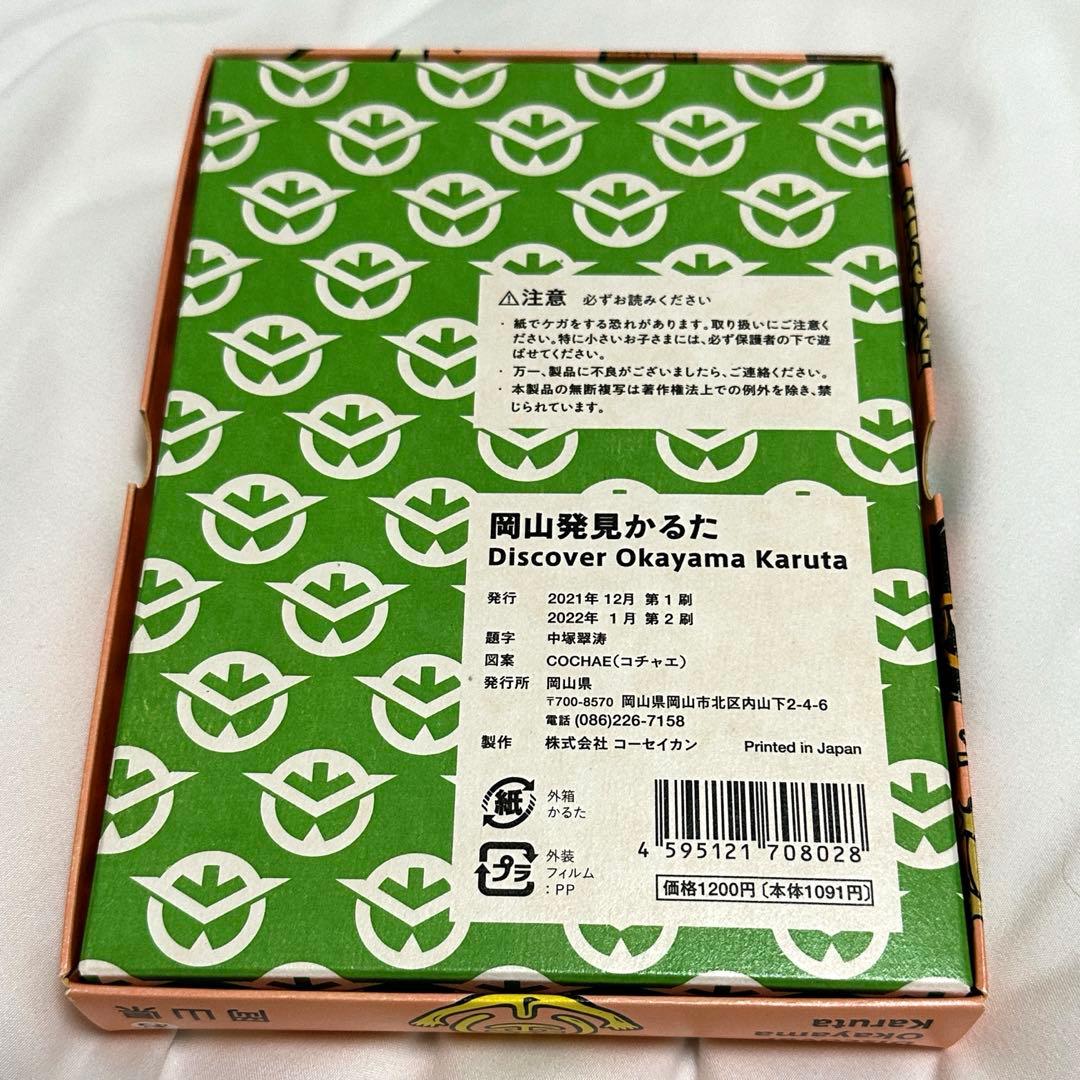 ⚠注意 必ずお読みください
・紙でケガをする恐れがあります。取り扱いにご注意く
ださい。特に小さいお子さまには、必ず保護者の下で遊
ばせてください。
・万一、製品に不良がございましたら、ご連絡ください。
・本製品の無断複写は著作権法上での例外を除き、禁
じられています。
岡山発見かるた
Discover Okayama Karuta
発行 2021年12月 第1刷
2022年 1月 第2刷
題字 中塚翠涛
図案 COCHAE(コチャエ)
発行所 岡山県
〒700-8570 岡山県岡山市北区内山下2-4-6
電話 (086)226-7158
製作 株式会社 コーセイカン Printed in Japan
紙 外箱
かるた
プラ 外装
フィルム
:PP
4 595121 708028
価格1200円〔本体1091円〕
岡山県
Okayama
Karuta